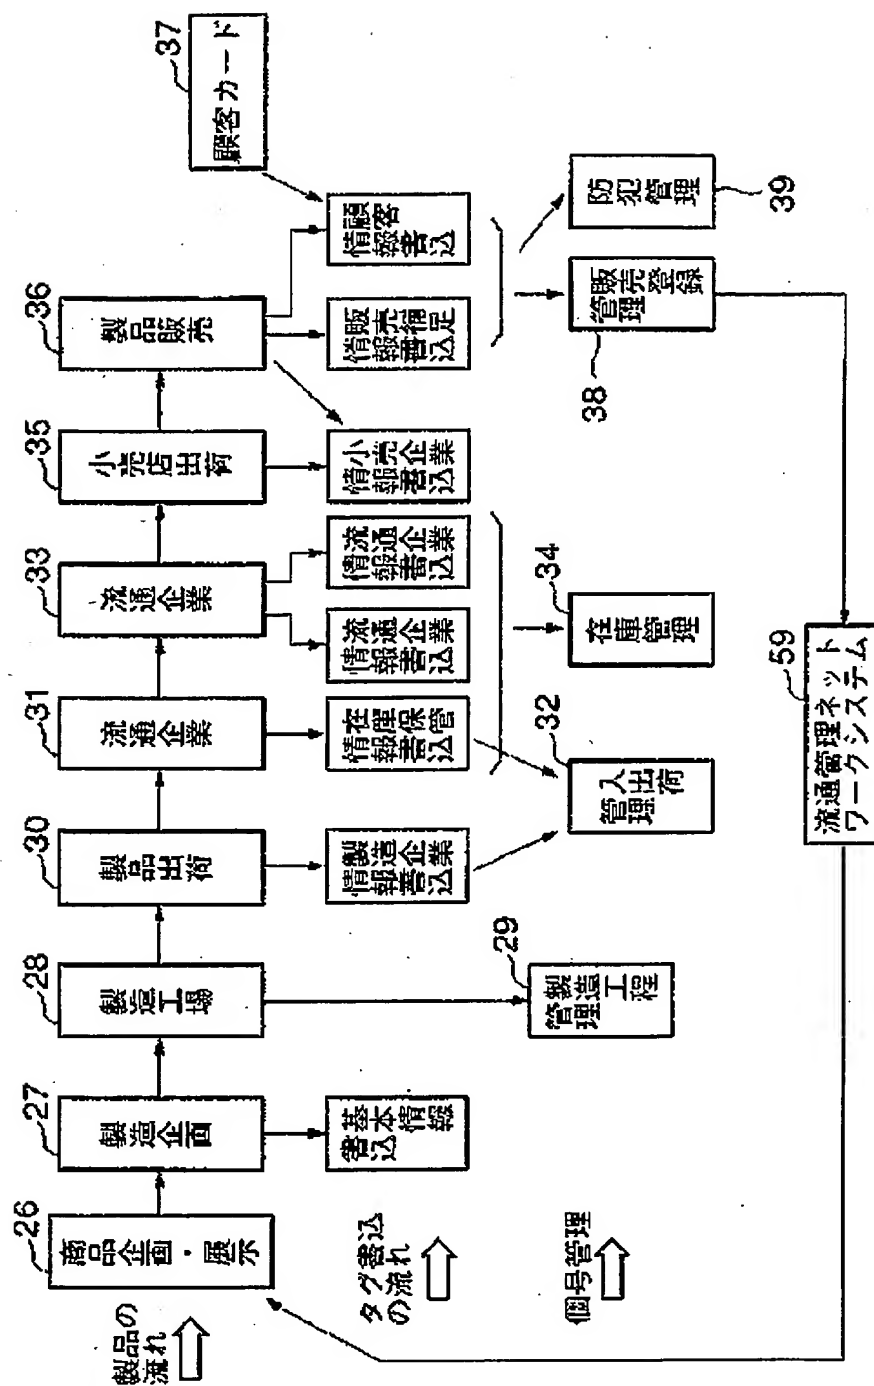 製品の
流れ
26
商品企画・展示
27
製造企画
28
製造工場
30
製品出荷
31
流通企業
33
流通企業
35
小売店出荷
36
製品販売
37
顧客カード
タグ書込
の流れ
基本情報
書込
製造企業
情報書込
在庫保管
情報書込
流通企業
情報書込
流通企業
情報書込
小売企業
情報書込
販売補足
情報書込
顧客
情報書込
個号管理
29
製造工程
管理
32
入出荷
管理
34
在庫管理
38
販売登録
管理
39
防犯
管理
59
流通管理ネット
ワークシステム